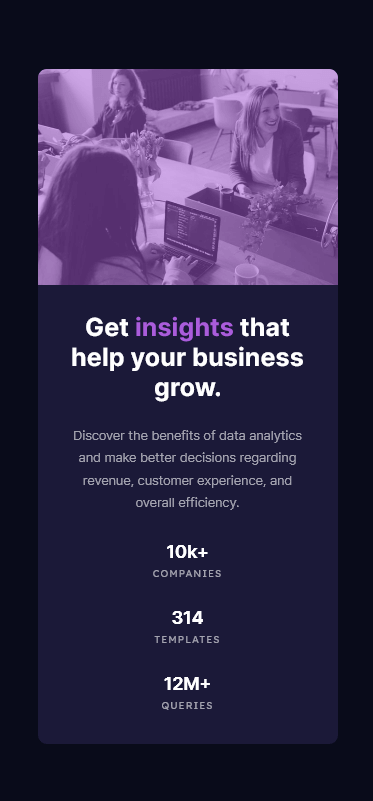 Get insights that
help your business
grow.
Discover the benefits of data analytics
and make better decisions regarding
revenue, customer experience, and
overall efficiency.
10k+
COMPANIES
314
TEMPLATES
12M+
QUERIES